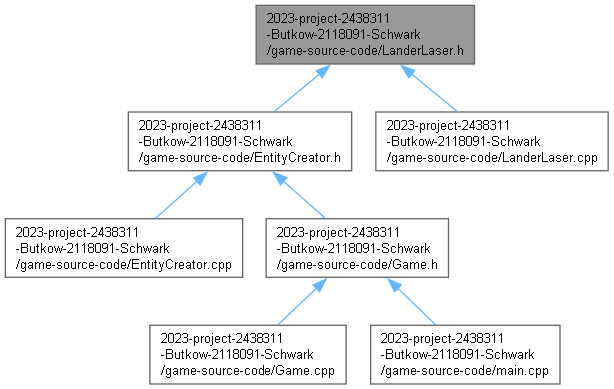 2023-project-2438311
-Butkow-2118091-Schwark
/game-source-code/LanderLaser.h
2023-project-2438311
-Butkow-2118091-Schwark
/game-source-code/EntityCreator.h
2023-project-2438311
-Butkow-2118091-Schwark
/game-source-code/LanderLaser.cpp
2023-project-2438311
-Butkow-2118091-Schwark
/game-source-code/EntityCreator.cpp
2023-project-2438311
-Butkow-2118091-Schwark
/game-source-code/Game.h
2023-project-2438311
-Butkow-2118091-Schwark
/game-source-code/Game.cpp
2023-project-2438311
-Butkow-2118091-Schwark
/game-source-code/main.cpp